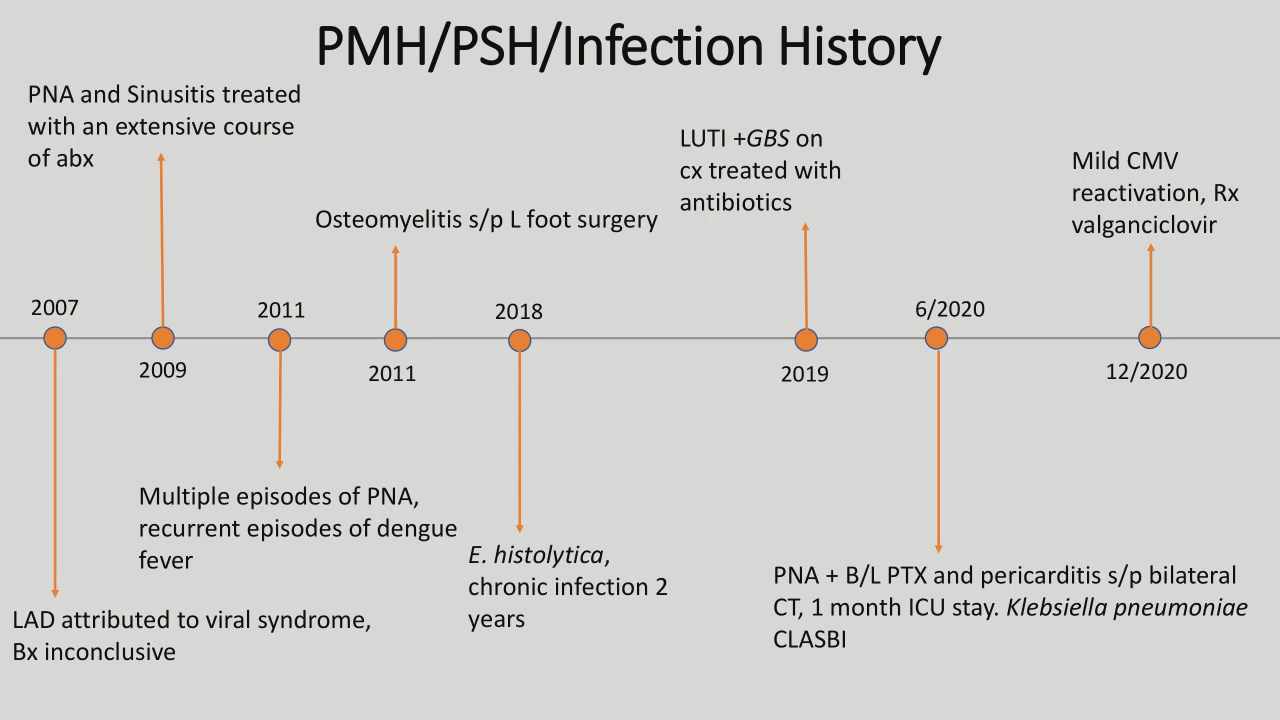 PMH/PSH/Infection History
PNA and Sinusitis treated
with an extensive course
of abx
LUTI +GBS on
cx treated with
antibiotics
Mild CMV
reactivation, Rx
valganciclovir
Osteomyelitis s/p L foot surgery
2007
2011
2018
6/2020
2009
2011
2019
12/2020
Multiple episodes of PNA,
recurrent episodes of dengue
fever
E. histolytica,
chronic infection 2
years
PNA + B/L PTX and pericarditis s/p bilateral
CT, 1 month ICU stay. Klebsiella pneumoniae
CLASBI
LAD attributed to viral syndrome,
Bx inconclusive